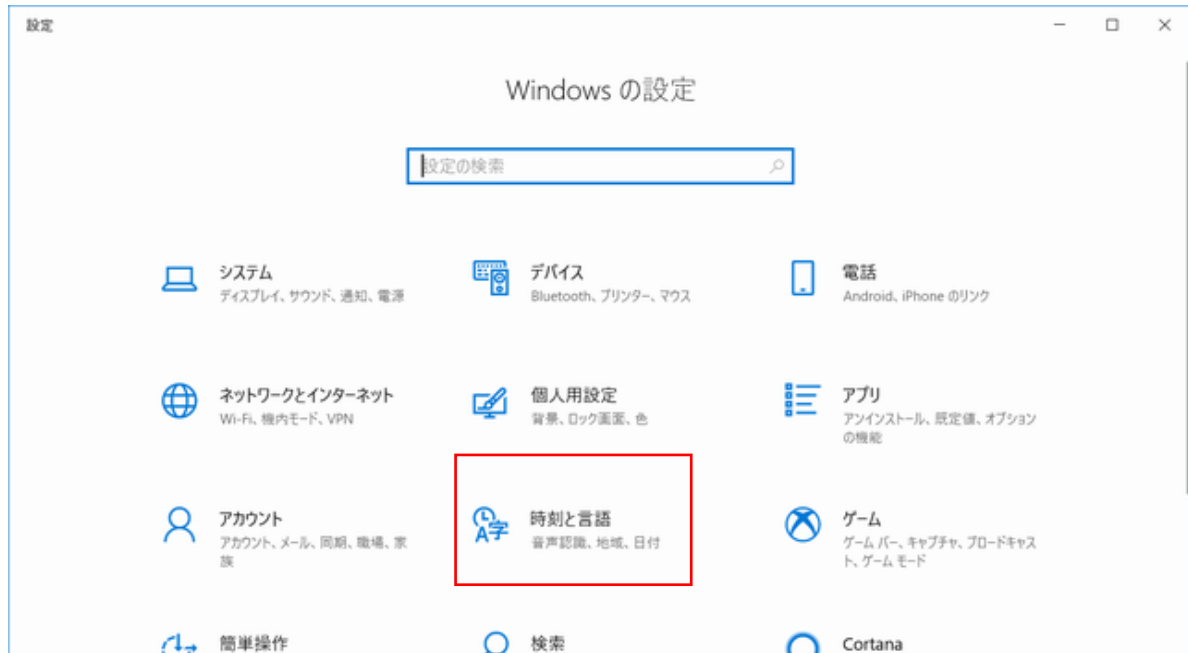 設定
Windows の設定
設定の検索
システム
ディスプレイ、サウンド、通知、電源
デバイス
Bluetooth、プリンター、マウス
電話
Android、iPhone のリンク
ネットワークとインターネット
Wi-Fi、機内モード、VPN
個人用設定
背景、ロック画面、色
アプリ
アンインストール、既定値、オプション
の機能
アカウント
アカウント、メール、同期、職場、家
族
時刻と言語
音声認識、地域、日付
ゲーム
ゲーム バー、キャプチャ、ブロードキャス
ト、ゲーム モード
簡単操作
検索
Cortana